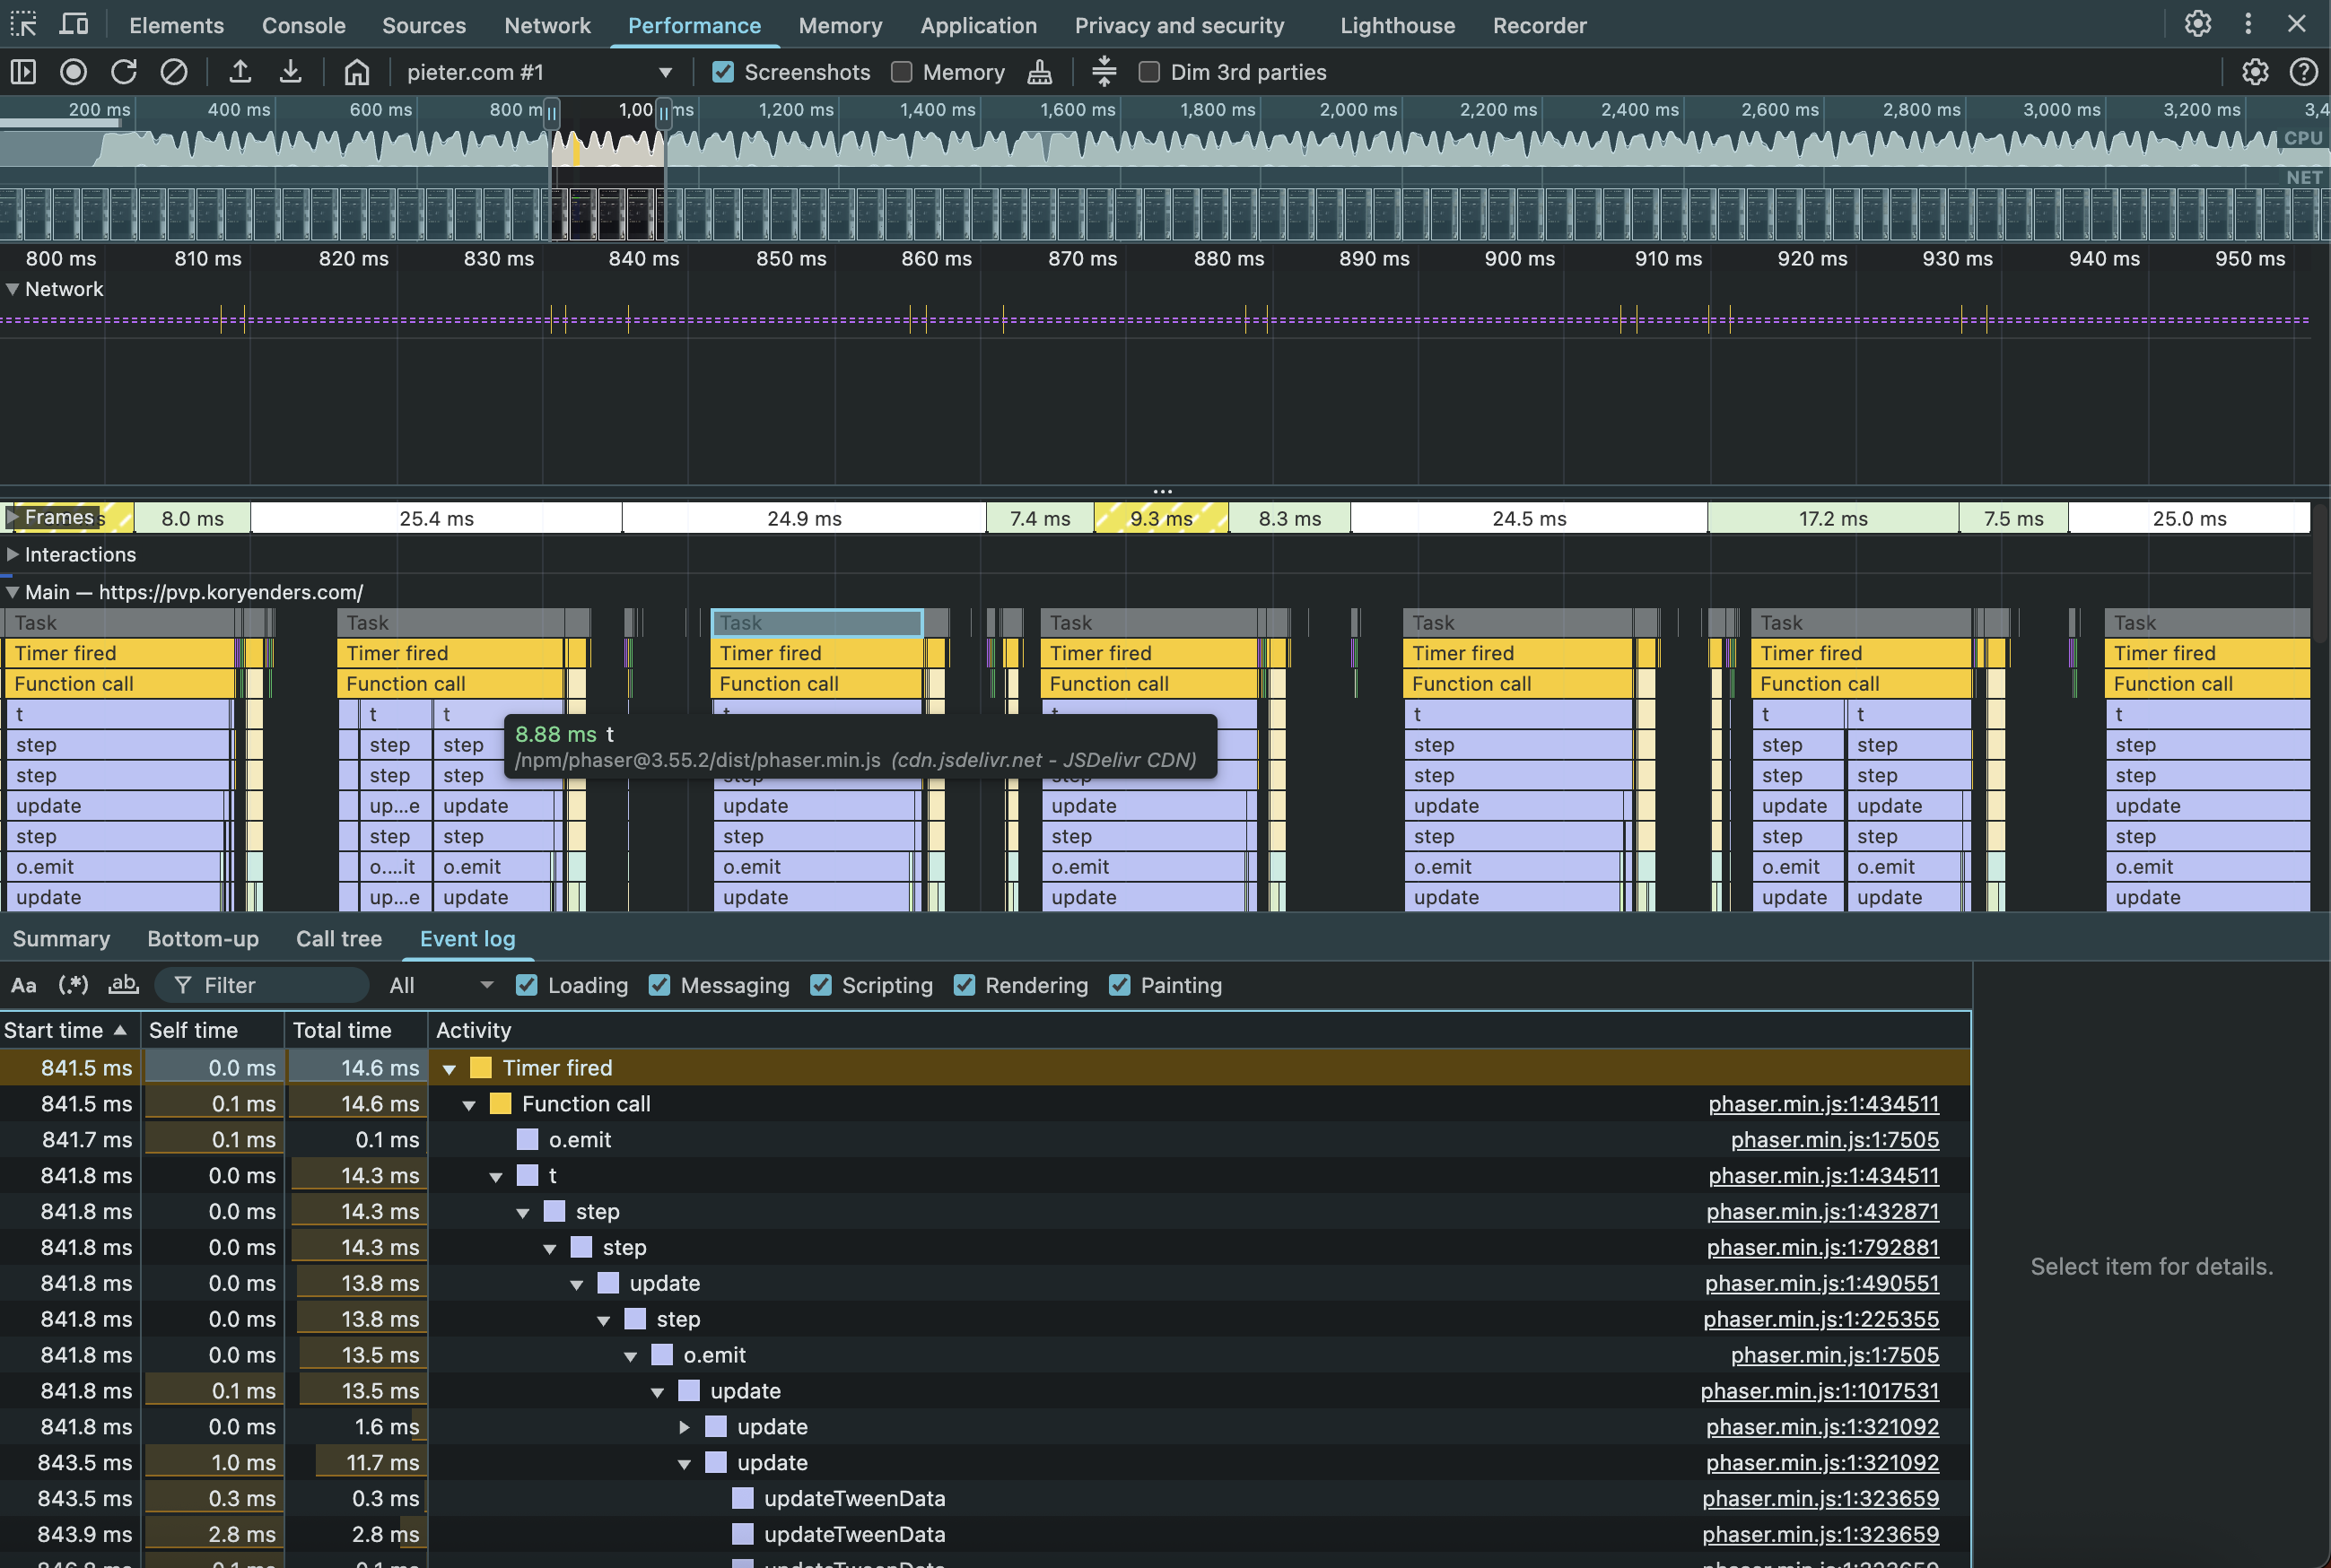 Elements Console Sources Network Performance Memory Application Privacy and security Lighthouse Recorder
pieter.com #1 Screenshots Memory Dim 3rd parties
200 ms 400 ms 600 ms 800 m 1,00 ms 1,200 ms 1,400 ms 1,600 ms 1,800 ms 2,000 ms 2,200 ms 2,400 ms 2,600 ms 2,800 ms 3,000 ms 3,200 ms 3,4
CPU
NET
800 ms 810 ms 820 ms 830 ms 840 ms 850 ms 860 ms 870 ms 880 ms 890 ms 900 ms 910 ms 920 ms 930 ms 940 ms 950 ms
Network
Frames s 8.0 ms 25.4 ms 24.9 ms 7.4 ms 9.3 ms 8.3 ms 24.5 ms 17.2 ms 7.5 ms 25.0 ms
Interactions
Main — https://pvp.koryenders.com/
Task Task Task Task Task Task Task
Timer fired Timer fired Timer fired Timer fired Timer fired Timer fired Timer fired
Function call Function call Function call Function call Function call Function call Function call
t t t t t t t t t
8.88 ms t
/npm/phaser@3.55.2/dist/phaser.min.js (cdn.jsdelivr.net - JSDelivr CDN)
step step step step step step step
step step step step step step step step
update up...e update update update update update update update
step step step step step step step step step
o.emit o....it o.emit o.emit o.emit o.emit o.emit o.emit o.emit
update up...e update update update update update update update
Summary Bottom-up Call tree Event log
Aa (.*) ab Filter All Loading Messaging Scripting Rendering Painting
Start time Self time Total time Activity
841.5 ms 0.0 ms 14.6 ms Timer fired
841.5 ms 0.1 ms 14.6 ms Function call phaser.min.js:1:434511
841.7 ms 0.1 ms 0.1 ms o.emit phaser.min.js:1:7505
841.8 ms 0.0 ms 14.3 ms t phaser.min.js:1:434511
841.8 ms 0.0 ms 14.3 ms step phaser.min.js:1:432871
841.8 ms 0.0 ms 14.3 ms step phaser.min.js:1:792881
841.8 ms 0.0 ms 13.8 ms update phaser.min.js:1:490551
841.8 ms 0.0 ms 13.8 ms step phaser.min.js:1:225355
841.8 ms 0.0 ms 13.5 ms o.emit phaser.min.js:1:7505
841.8 ms 0.1 ms 13.5 ms update phaser.min.js:1:1017531
841.8 ms 0.0 ms 1.6 ms update phaser.min.js:1:321092
843.5 ms 1.0 ms 11.7 ms update phaser.min.js:1:321092
843.5 ms 0.3 ms 0.3 ms updateTweenData phaser.min.js:1:323659
843.9 ms 2.8 ms 2.8 ms updateTweenData phaser.min.js:1:323659
Select item for details.